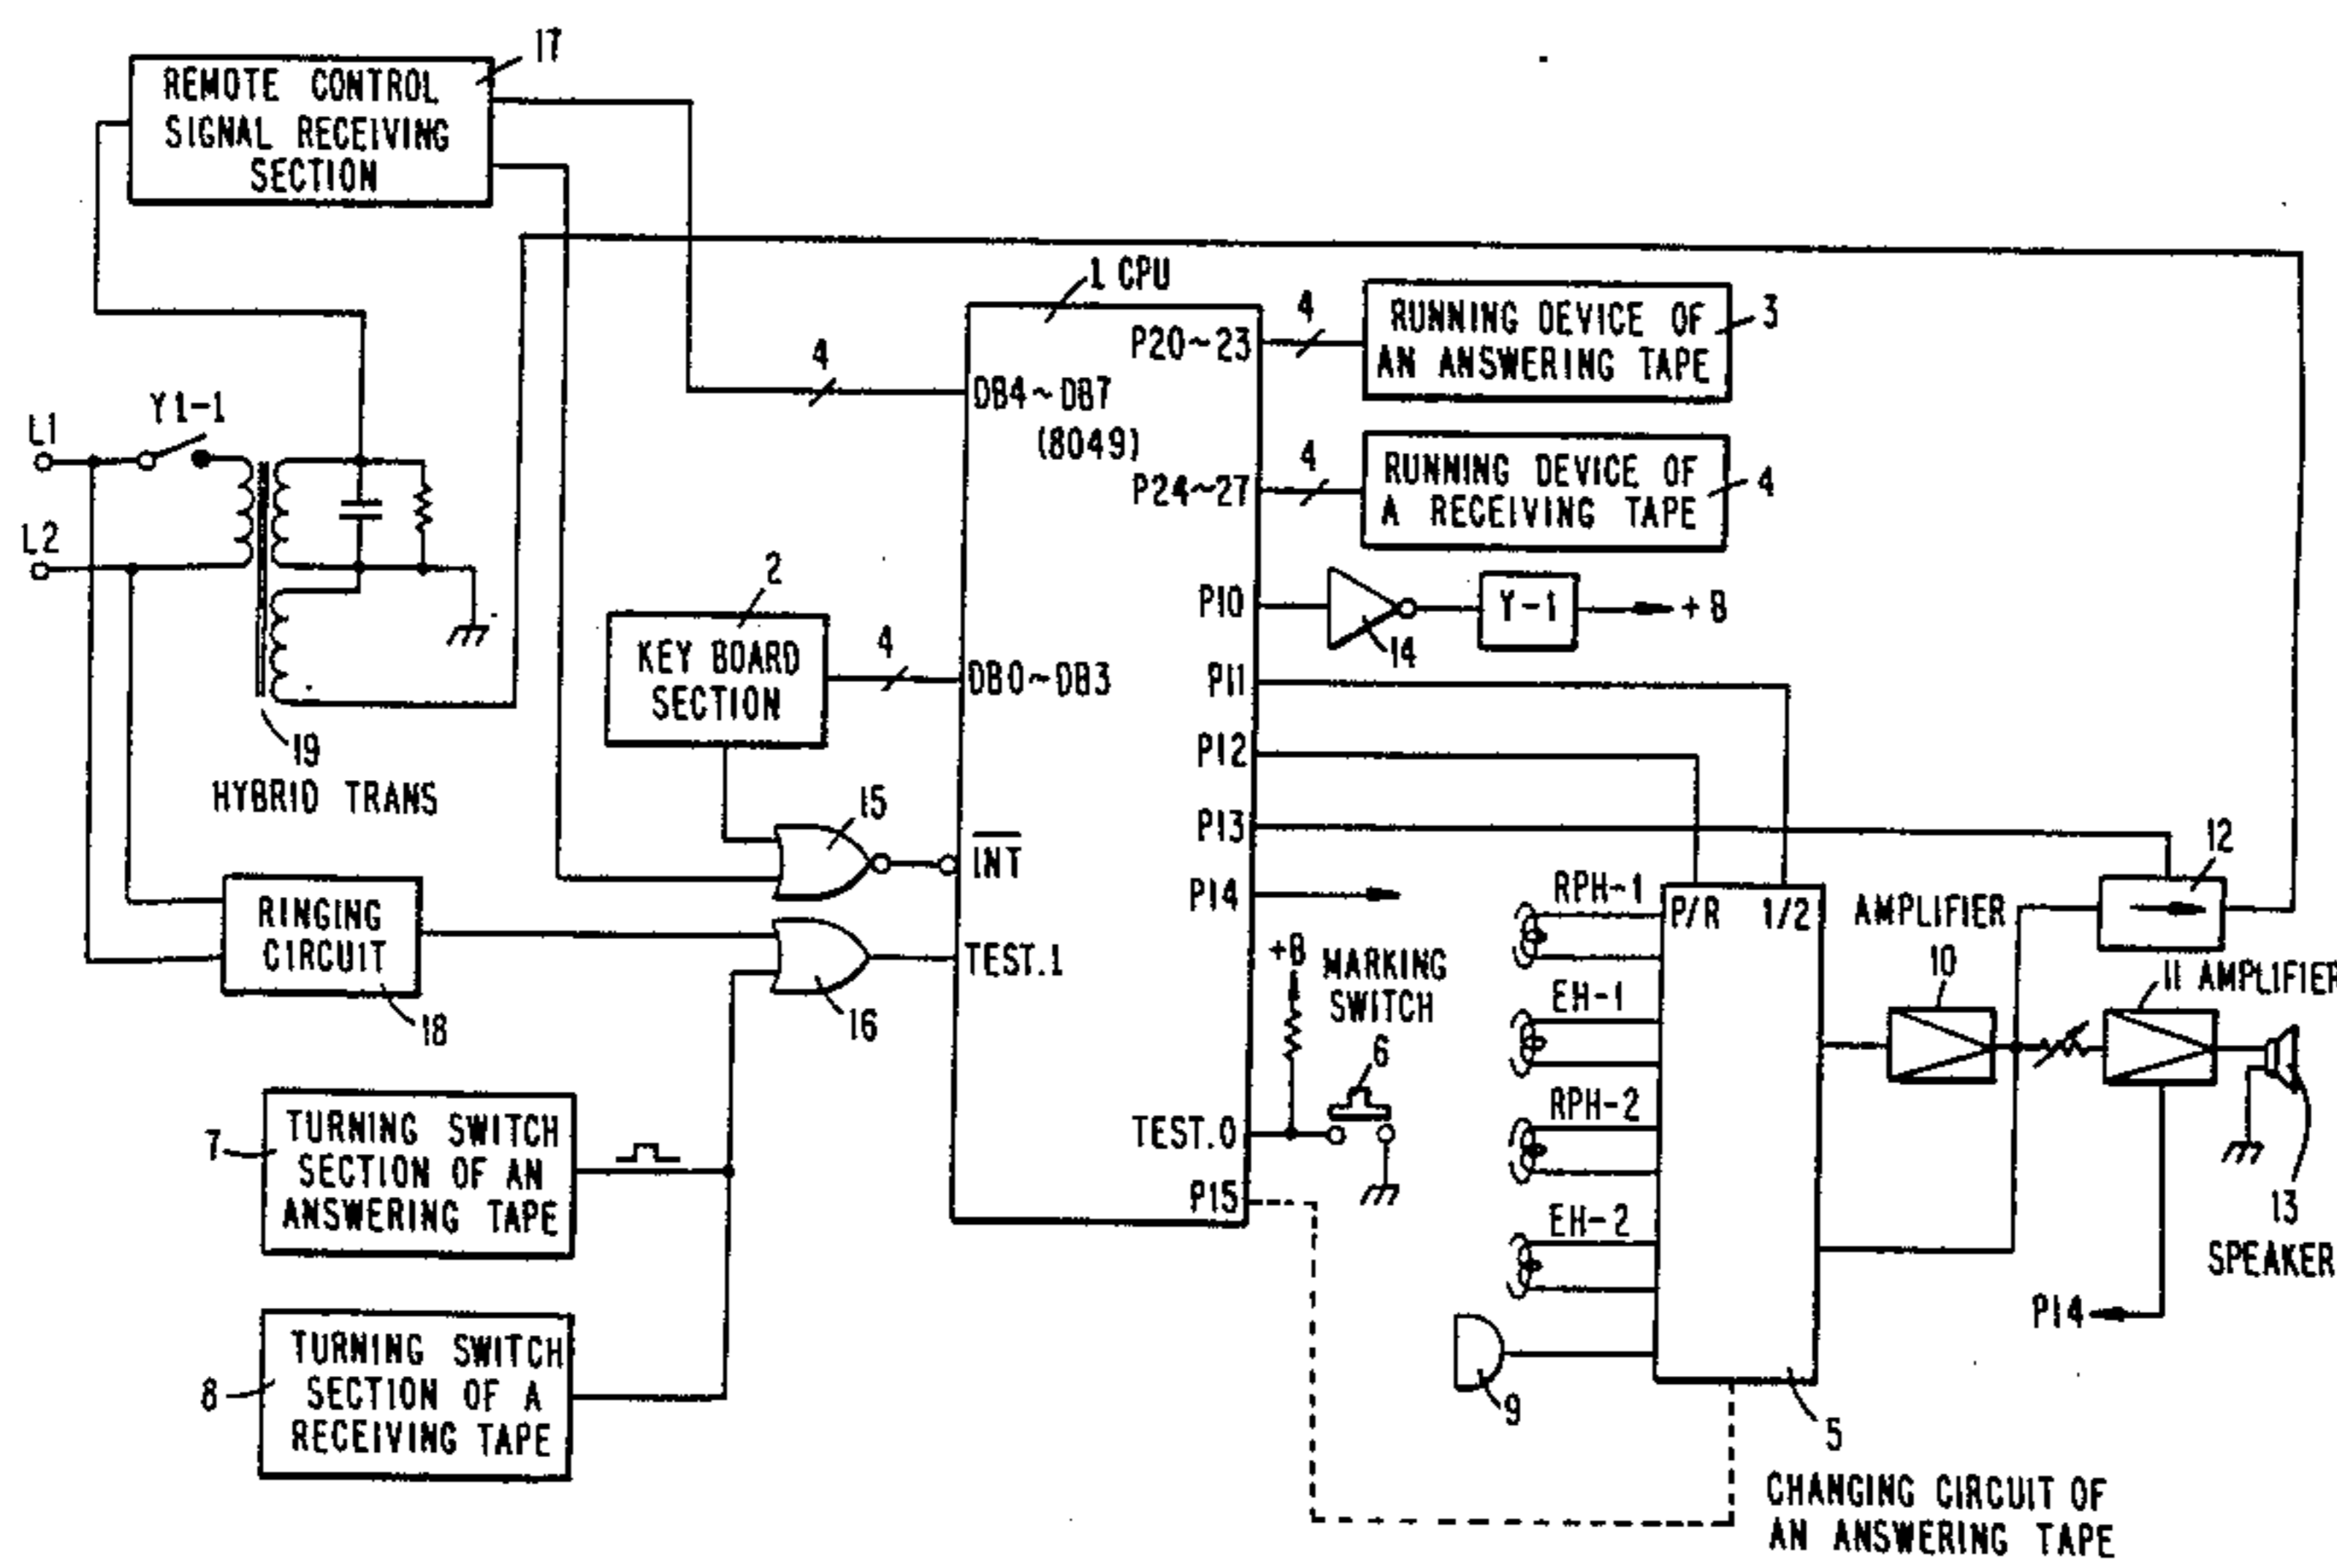 17
REMOTE CONTROL
SIGNAL RECEIVING
SECTION
1 CPU
P20~23
4
RUNNING DEVICE OF
AN ANSWERING TAPE
3
4
DB4~DB7
(8049)
P24~27
4
RUNNING DEVICE OF
A RECEIVING TAPE
4
L1
Y1-1
L2
2
KEY BOARD
SECTION
4
DB0~DB3
P10
14
Y-1
+B
P11
P12
P13
P14
19
HYBRID TRANS
15
INT
RINGING
CIRCUIT
18
16
TEST.1
+B
MARKING
SWITCH
6
TEST.0
P15
7
TURNING SWITCH
SECTION OF AN
ANSWERING TAPE
8
TURNING SWITCH
SECTION OF A
RECEIVING TAPE
RPH-1
P/R
1/2
EH-1
RPH-2
EH-2
9
5
CHANGING CIRCUIT OF
AN ANSWERING TAPE
AMPLIFIER
10
12
11 AMPLIFIER
13
SPEAKER
P14